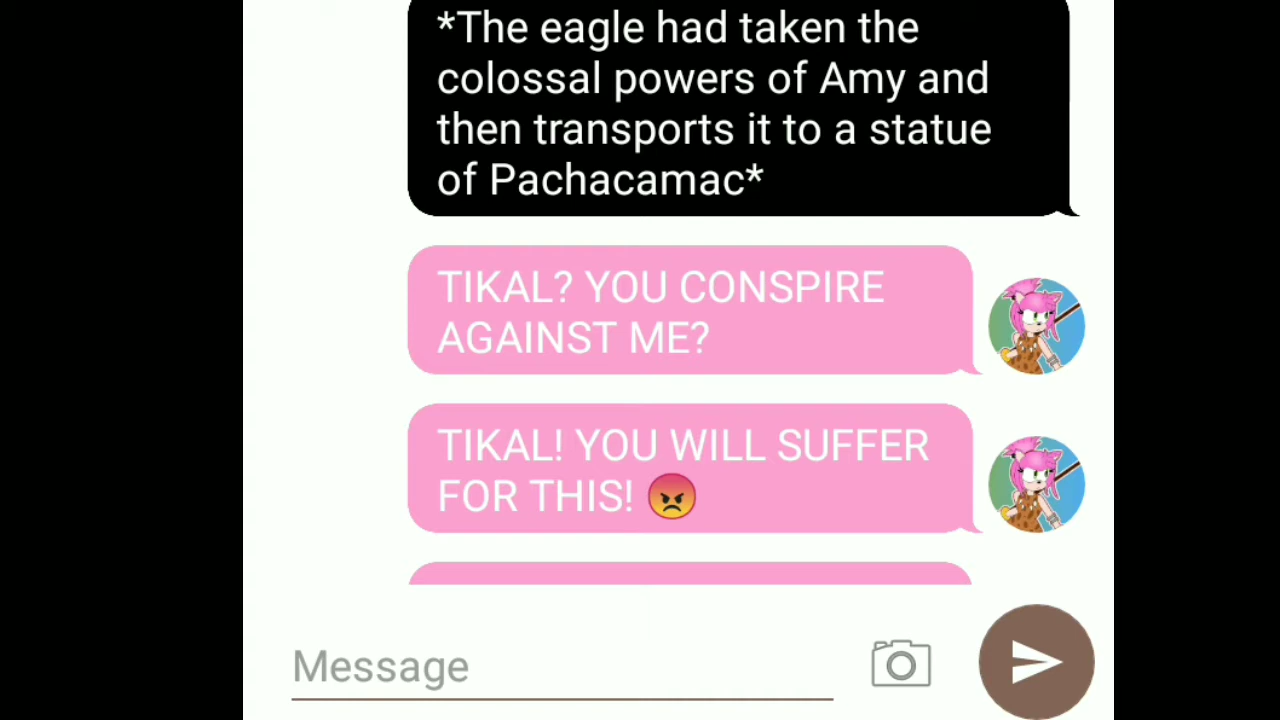 *The eagle had taken the
colossal powers of Amy and
then transports it to a statue
of Pachacamac*
TIKAL? YOU CONSPIRE
AGAINST ME?
TIKAL! YOU WILL SUFFER
FOR THIS! 😡
Message